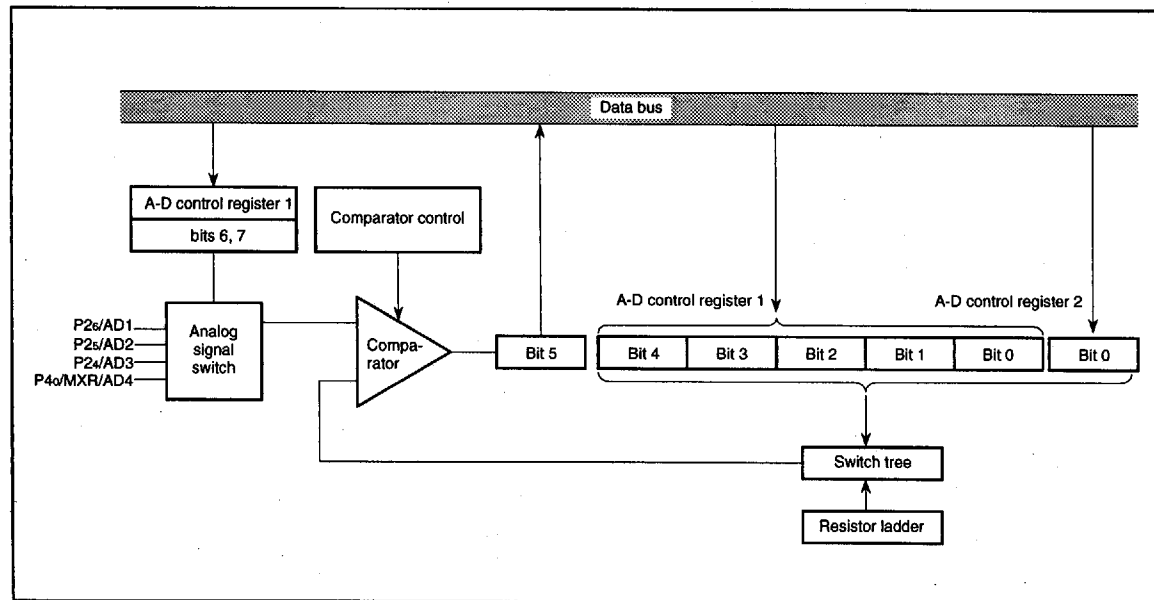 Data bus
A-D control register 1
bits 6, 7
Comparator control
A-D control register 1
A-D control register 2
P26/AD1
P25/AD2
P24/AD3
P40/MXR/AD4
Analog
signal
switch
Compa-
rator
Bit 5
Bit 4
Bit 3
Bit 2
Bit 1
Bit 0
Bit 0
Switch tree
Resistor ladder